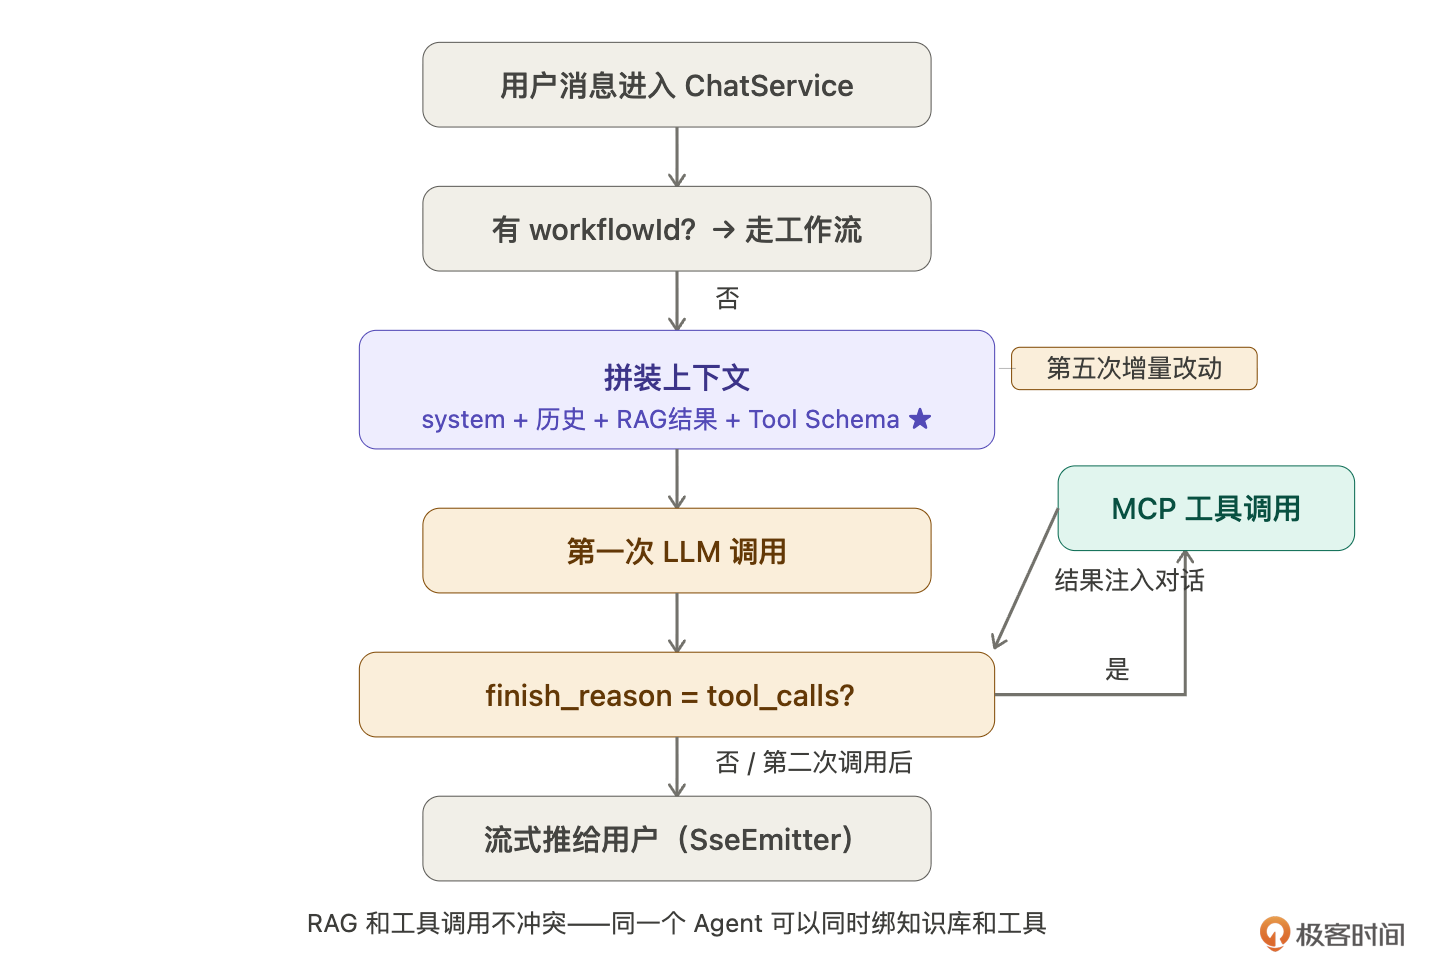 用户消息进入 ChatService
有 workflowId? → 走工作流
否
拼装上下文
system + 历史 + RAG结果 + Tool Schema ★
第五次增量改动
第一次 LLM 调用
MCP 工具调用
结果注入对话
是
finish_reason = tool_calls?
否 / 第二次调用后
流式推给用户（SseEmitter）
RAG 和工具调用不冲突——同一个 Agent 可以同时绑知识库和工具
极客时间